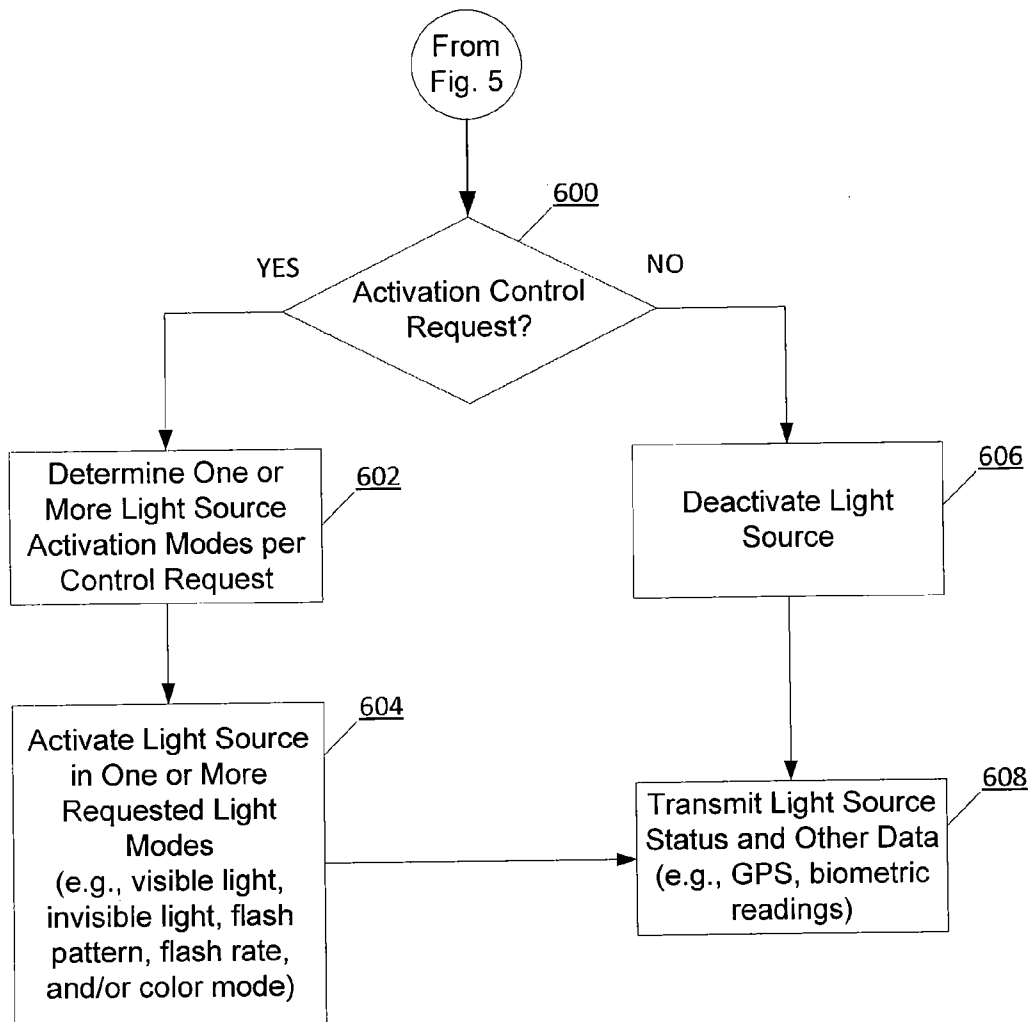 From
Fig. 5
600
YES
NO
Activation Control
Request?
Determine One or
More Light Source
Activation Modes per
Control Request
602
Deactivate Light
Source
606
Activate Light Source
in One or More
Requested Light
Modes
(e.g., visible light,
invisible light, flash
pattern, flash rate,
and/or color mode)
604
Transmit Light Source
Status and Other Data
(e.g., GPS, biometric
readings)
608